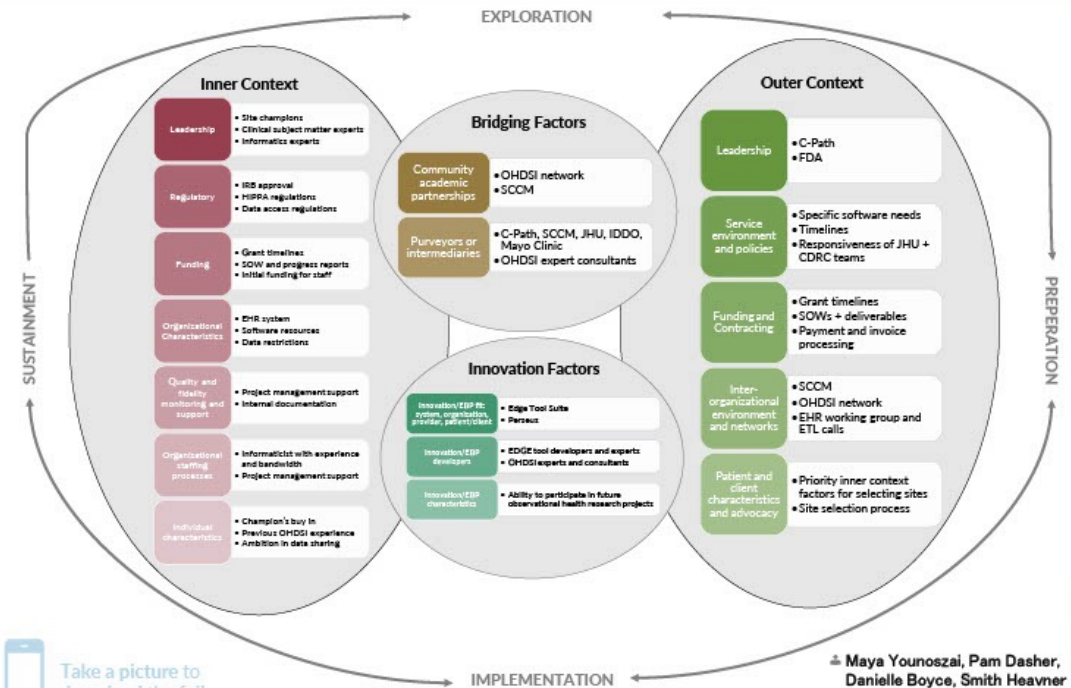 EXPLORATION
Inner Context
Leadership
• Site champions
• Clinical subject matter experts
• Informatics experts
Regulatory
• IRB approval
• HIPPA regulations
• Data access regulations
Funding
• Grant timelines
• SOW and progress reports
• Initial funding for staff
Organizational
Characteristics
• EHR system
• Software resources
• Data restrictions
Quality and
fidelity
monitoring and
support
• Project management support
• Internal documentation
Organizational
staffing
processes
• Informaticist with experience
and bandwidth
• Project management support
Individual
characteristics
• Champion's buy in
• Previous OHDSI experience
• Ambition in data sharing
Bridging Factors
Community
academic
partnerships
• OHDSI network
• SCCM
Purveyors or
intermediaries
• C-Path, SCCM, JHU, IDDO,
Mayo Clinic
• OHDSI expert consultants
Innovation Factors
Innovation/EBP fit:
system, organization,
provider, patient/client
• Edge Tool Suite
• Perseus
Innovation/EBP
developers
• EDGE tool developers and experts
• OHDSI experts and consultants
Innovation/EBP
characteristics
• Ability to participate in future
observational health research projects
Outer Context
Leadership
• C-Path
• FDA
Service
environment
and policies
• Specific software needs
• Timelines
• Responsiveness of JHU +
CDRC teams
Funding and
Contracting
• Grant timelines
• SOWs + deliverables
• Payment and invoice
processing
Inter-
organizational
environment
and networks
• SCCM
• OHDSI network
• EHR working group and
ETL calls
Patient and
client
characteristics
and advocacy
• Priority inner context
factors for selecting sites
• Site selection process
SUSTAINMENT
PREPERATION
IMPLEMENTATION
Take a picture to
Maya Younoszai, Pam Dasher,
Danielle Boyce, Smith Heavner